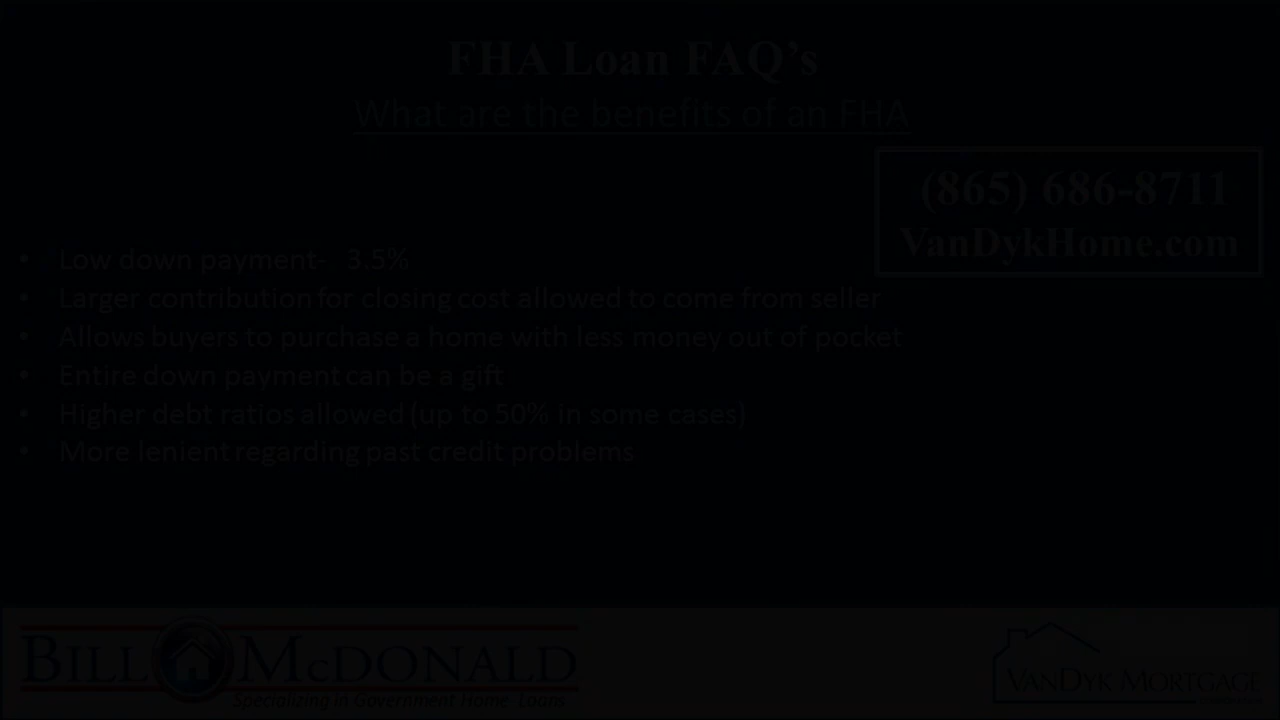 FHA Loan FAQ’s
What are the benefits of an FHA
(865) 686-8711
VanDykHome.com
• Low down payment- 3.5%
• Larger contribution for closing cost allowed to come from seller
• Allows buyers to purchase a home with less money out of pocket
• Entire down payment can be a gift
• Higher debt ratios allowed (up to 50% in some cases)
• More lenient regarding past credit problems
BILL MCDONALD
Specializing in Government Home Loans
VANDYK MORTGAGE